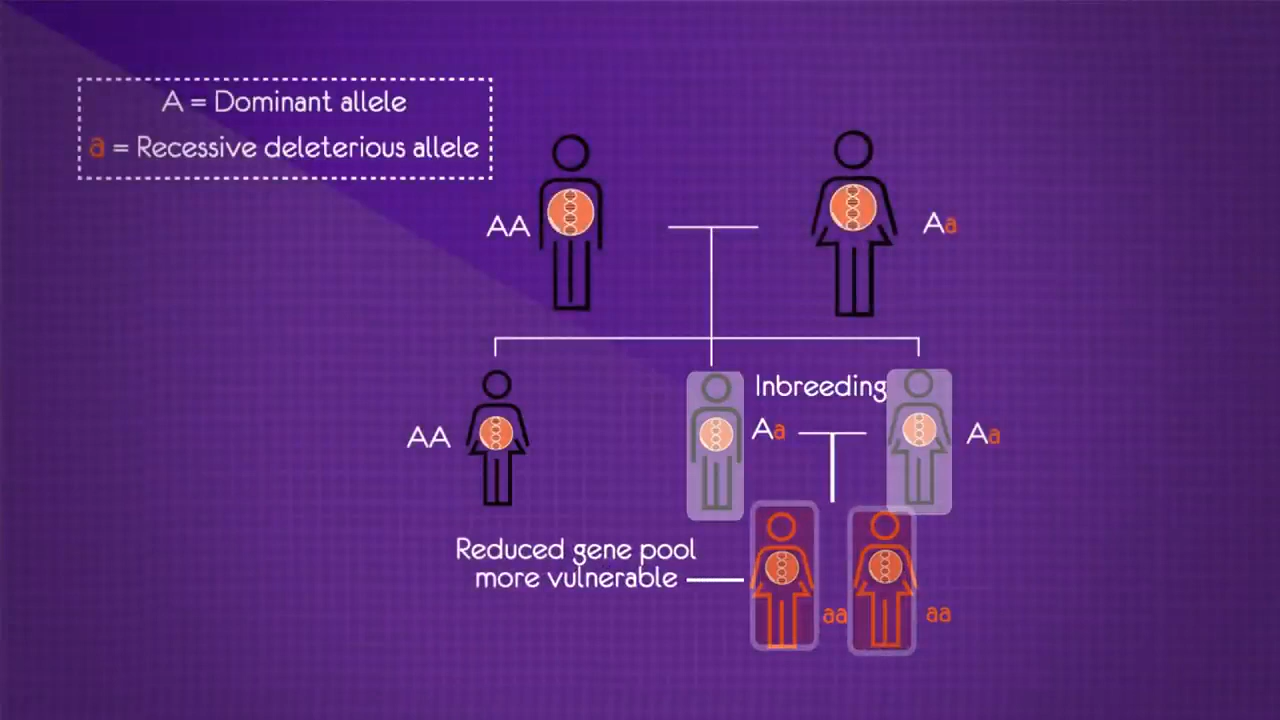 A = Dominant allele
a = Recessive deleterious allele
AA
Aa
Inbreeding
AA
Aa
Aa
Reduced gene pool
more vulnerable
aa
aa